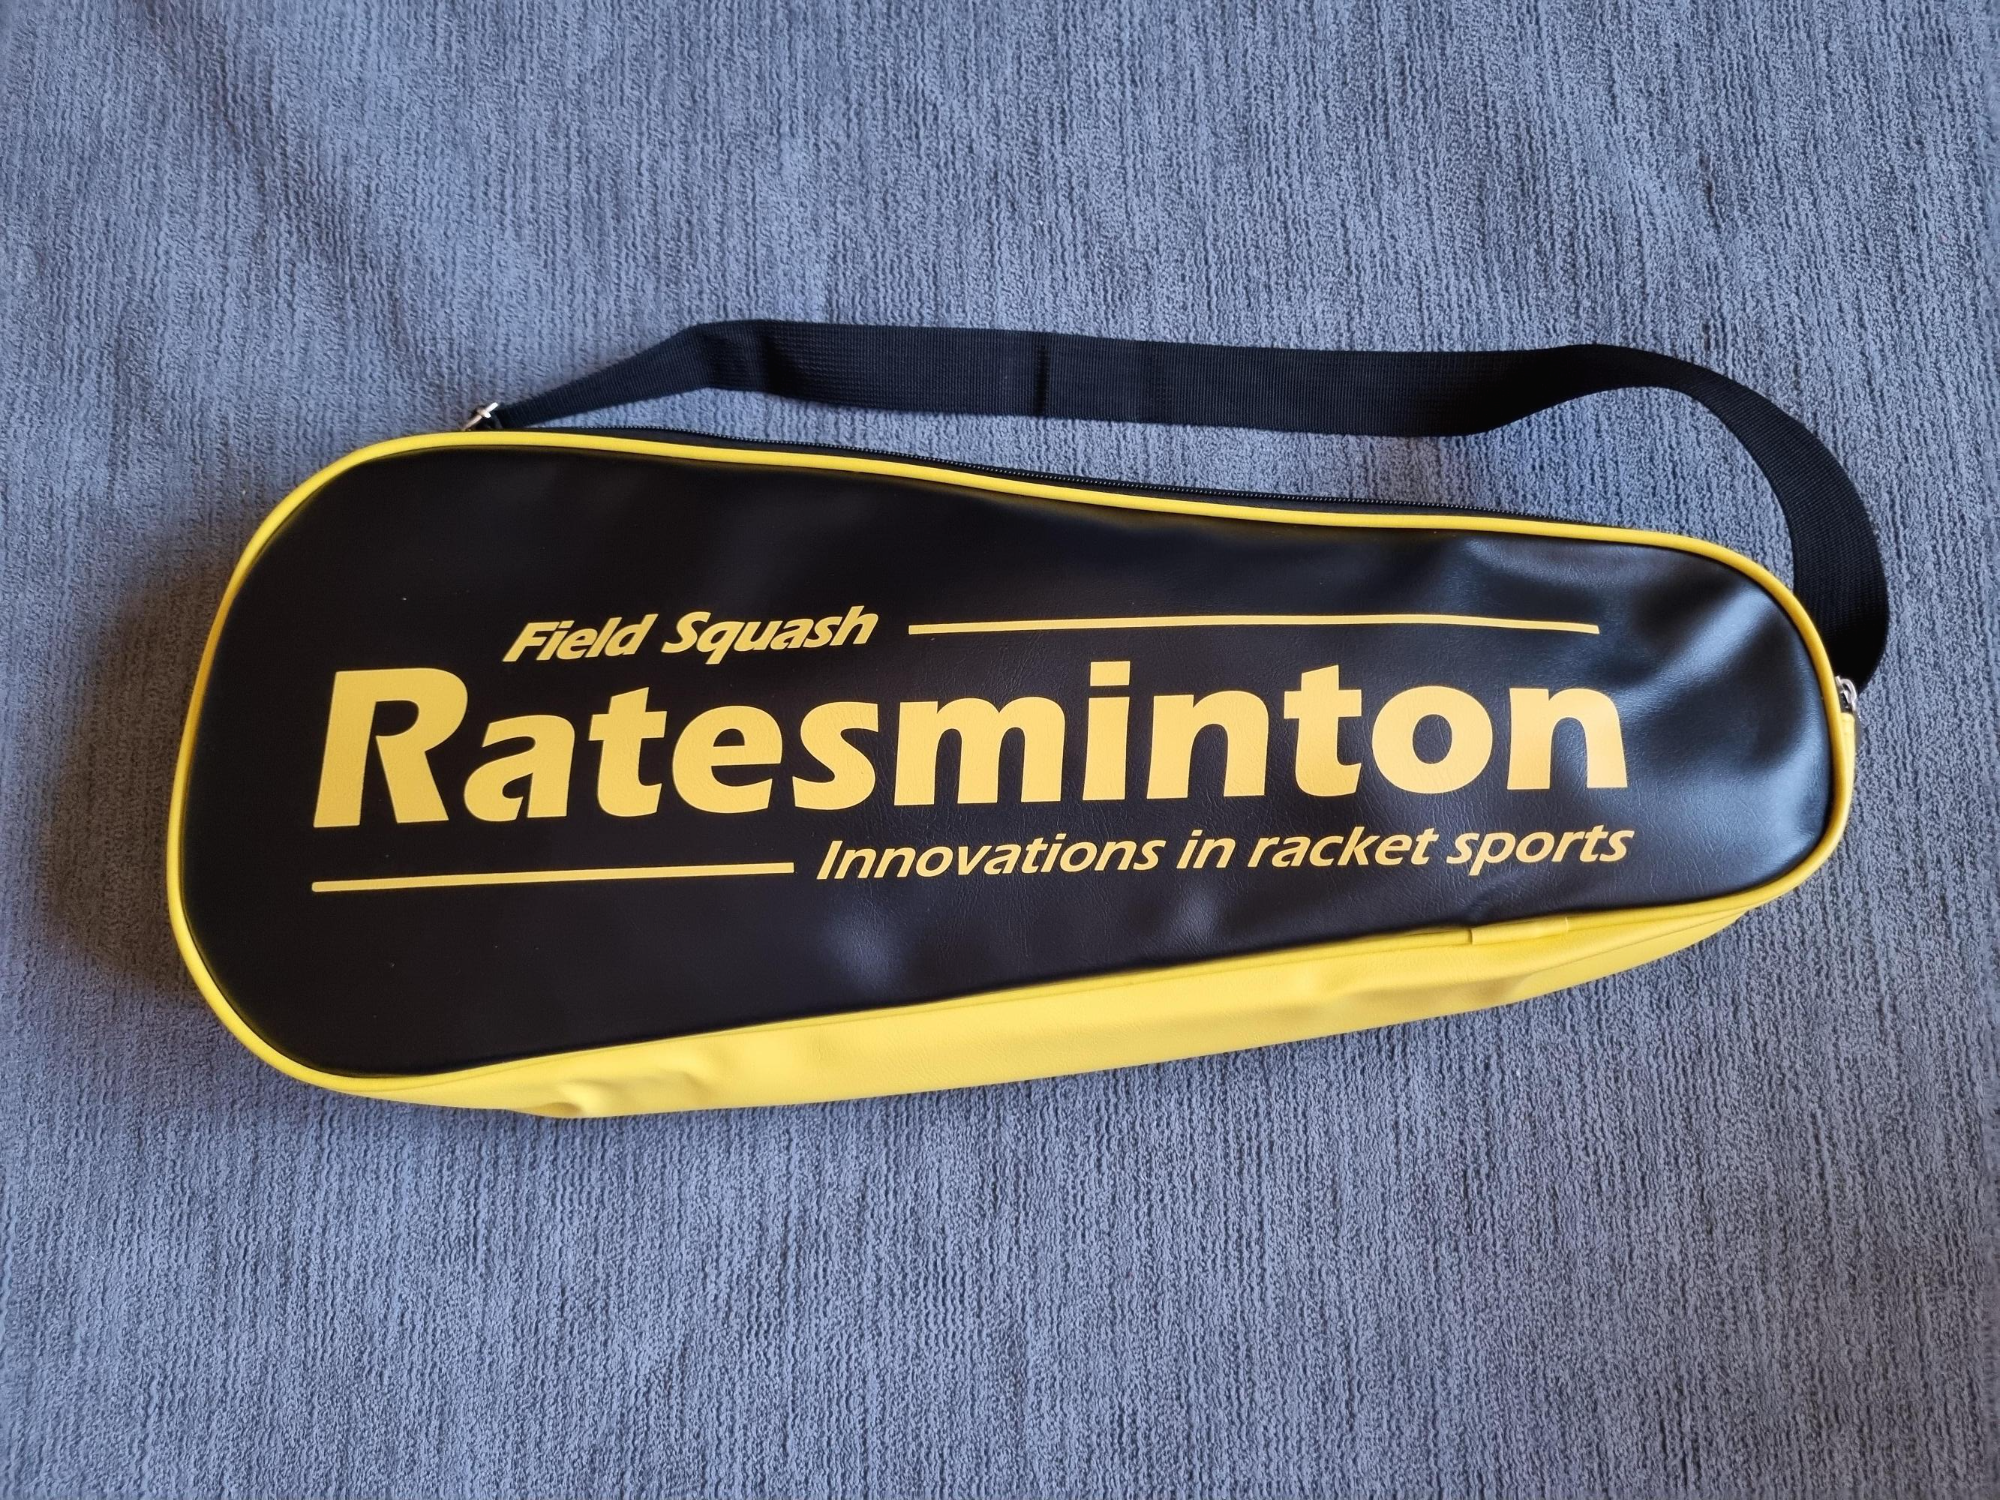 Field Squash
Ratesminton
Innovations in racket sports